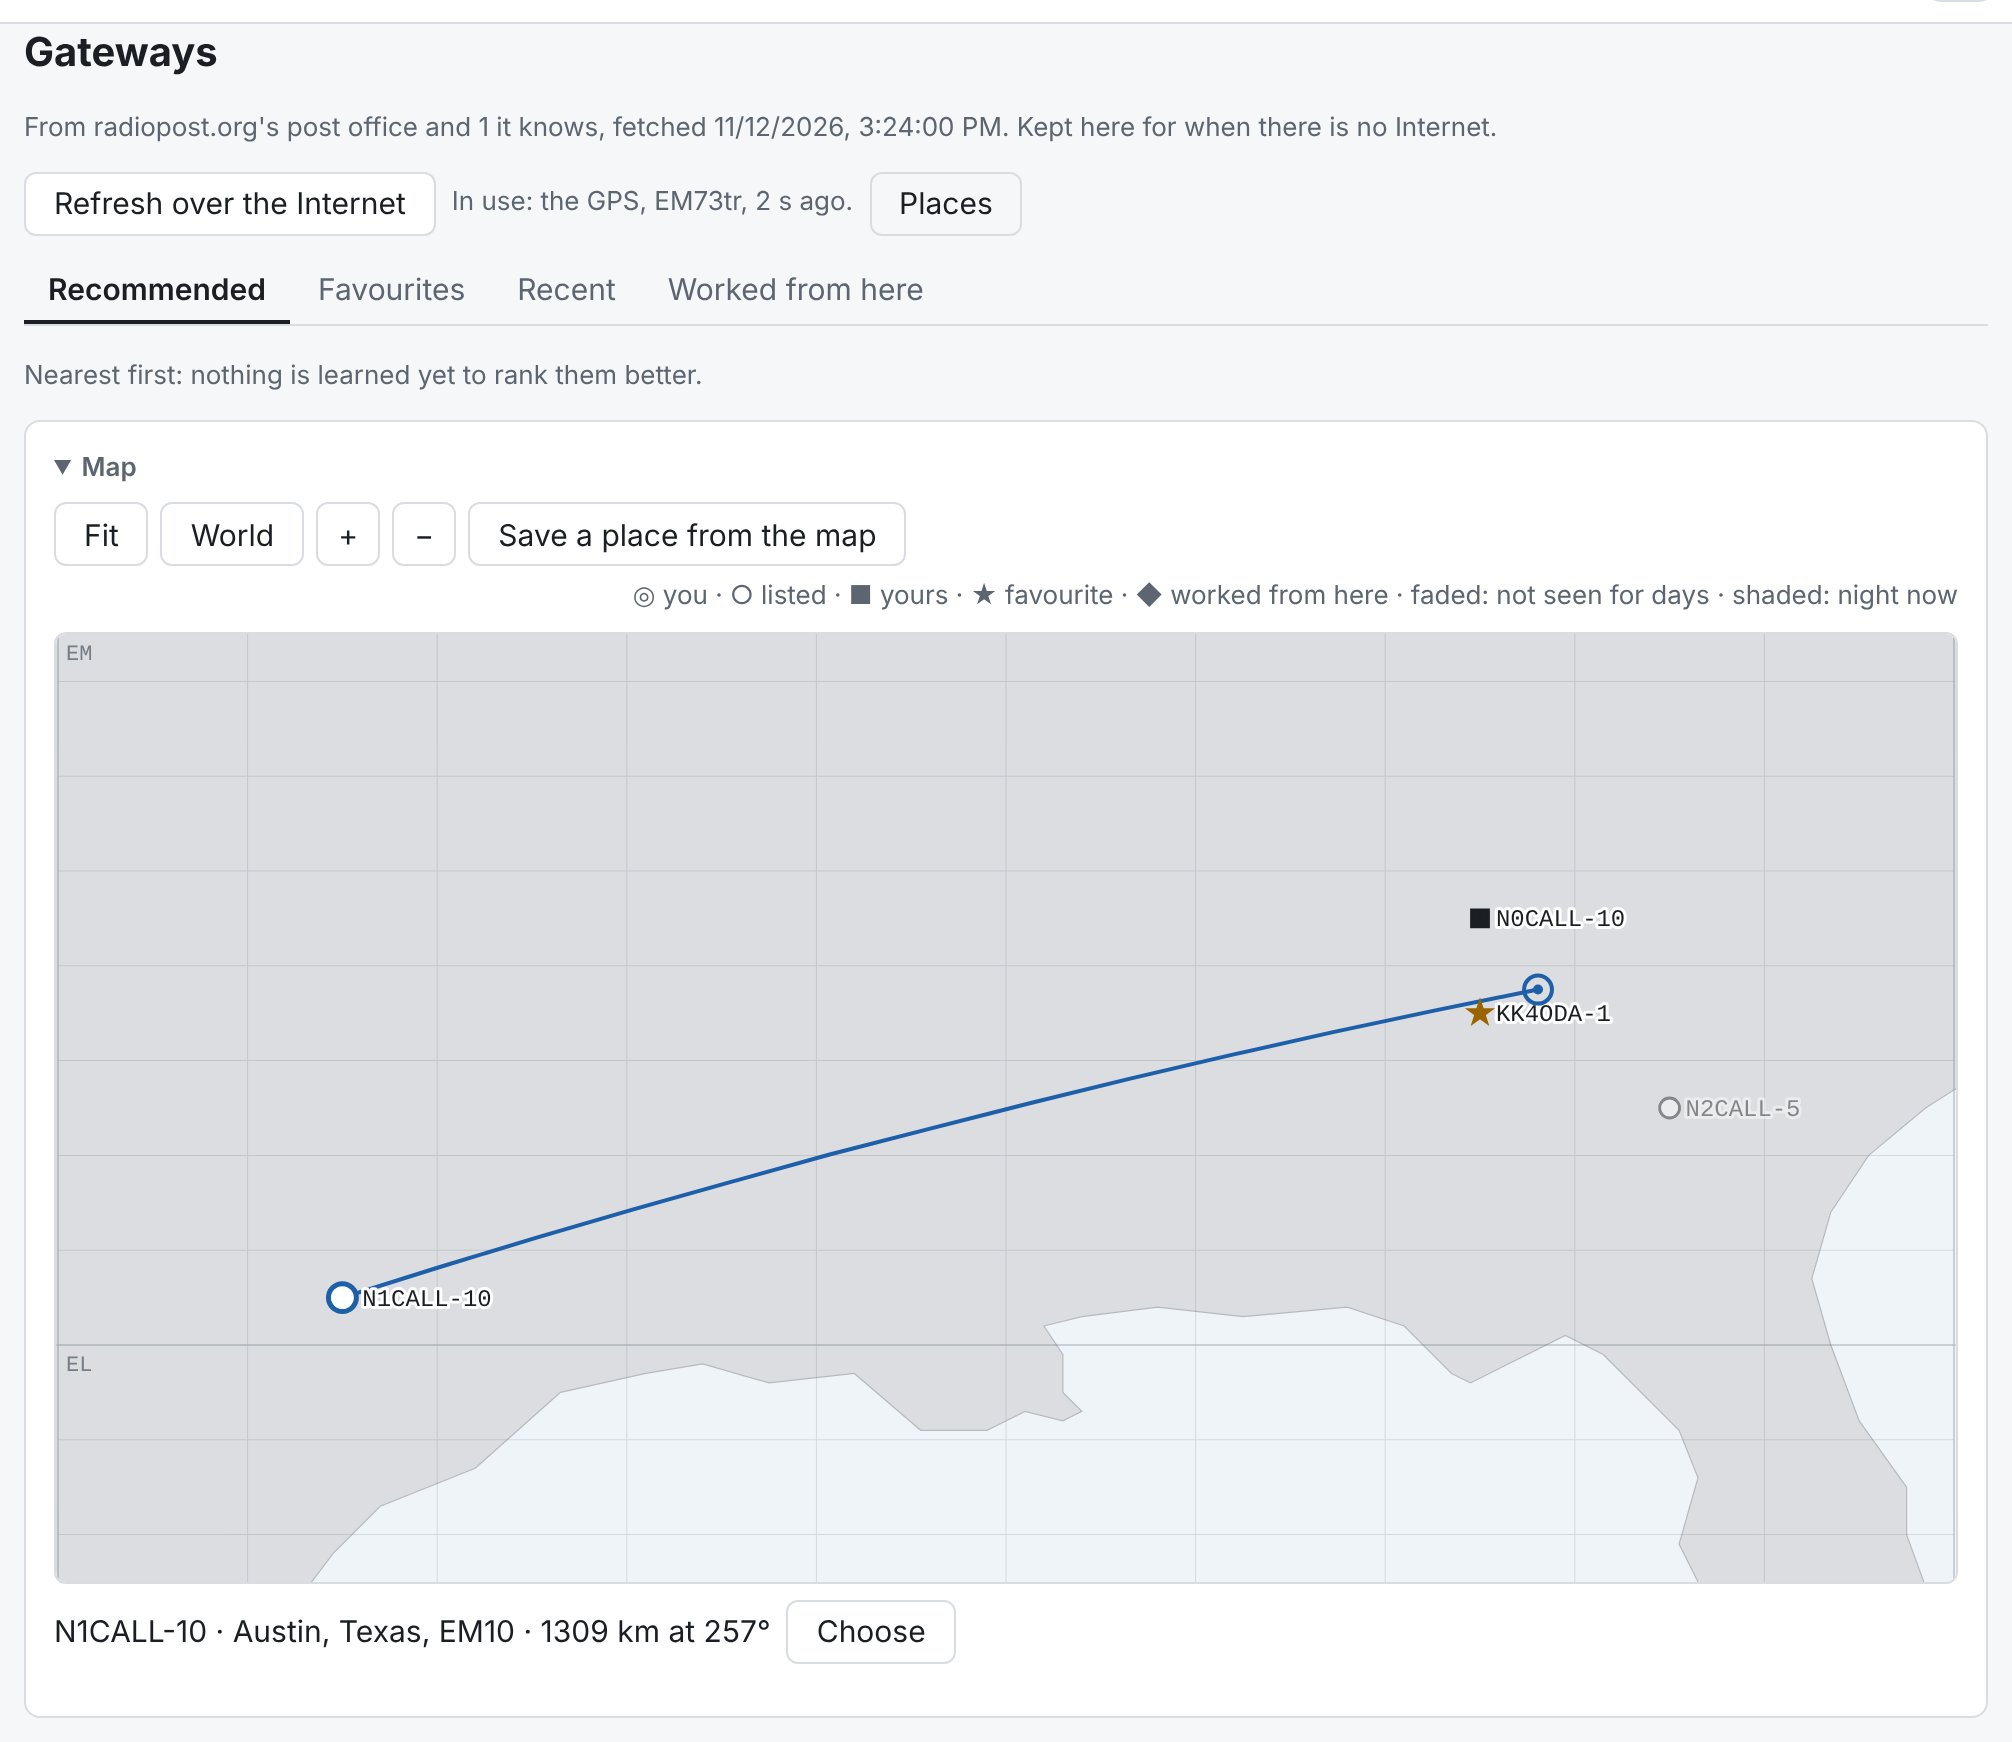 Gateways
From radiopost.org's post office and 1 it knows, fetched 11/12/2026, 3:24:00 PM. Kept here for when there is no Internet.
Refresh over the Internet In use: the GPS, EM73tr, 2 s ago. Places
Recommended Favourites Recent Worked from here
Nearest first: nothing is learned yet to rank them better.
▼ Map
Fit World + − Save a place from the map
◎ you · ○ listed · ■ yours · ★ favourite · ◆ worked from here · faded: not seen for days · shaded: night now
EM
N0CALL-10
KK4ODA-1
N2CALL-5
N1CALL-10
EL
N1CALL-10 · Austin, Texas, EM10 · 1309 km at 257° Choose